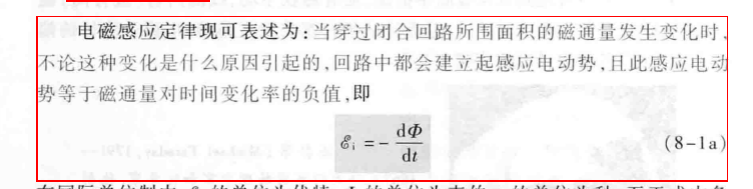 电磁感应定律现可表述为:当穿过闭合回路所围面积的磁通量发生变化时,
不论这种变化是什么原因引起的,回路中都会建立起感应电动势,且此感应电动
势等于磁通量对时间变化率的负值,即
ℰi = − dΦ/dt (8-1a)